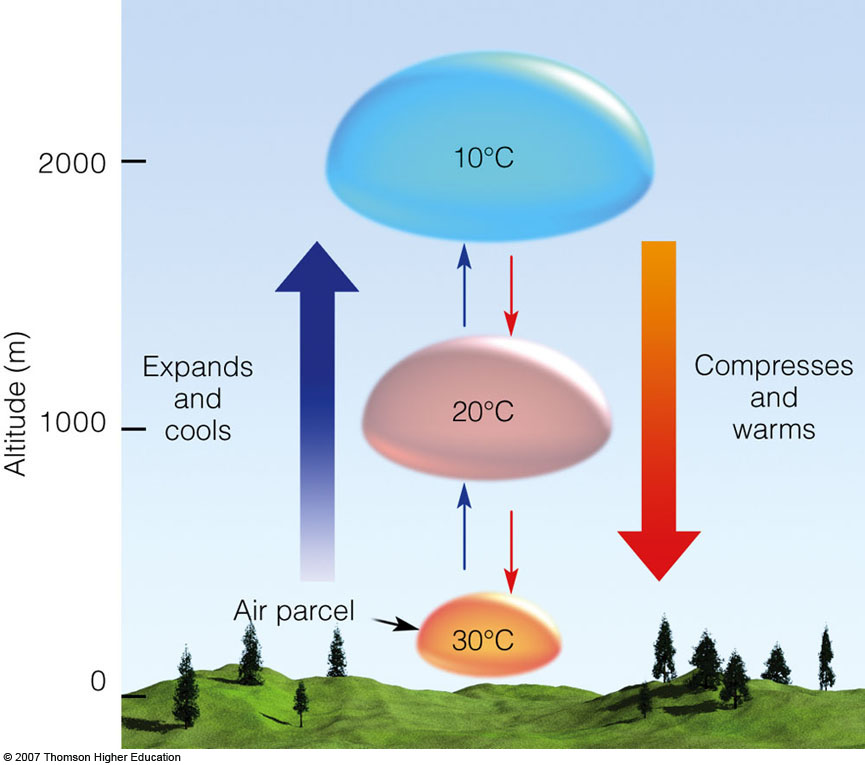 2000
10°C
Altitude (m)
Expands
and
cools
Compresses
and
warms
1000
20°C
Air parcel
30°C
0
© 2007 Thomson Higher Education